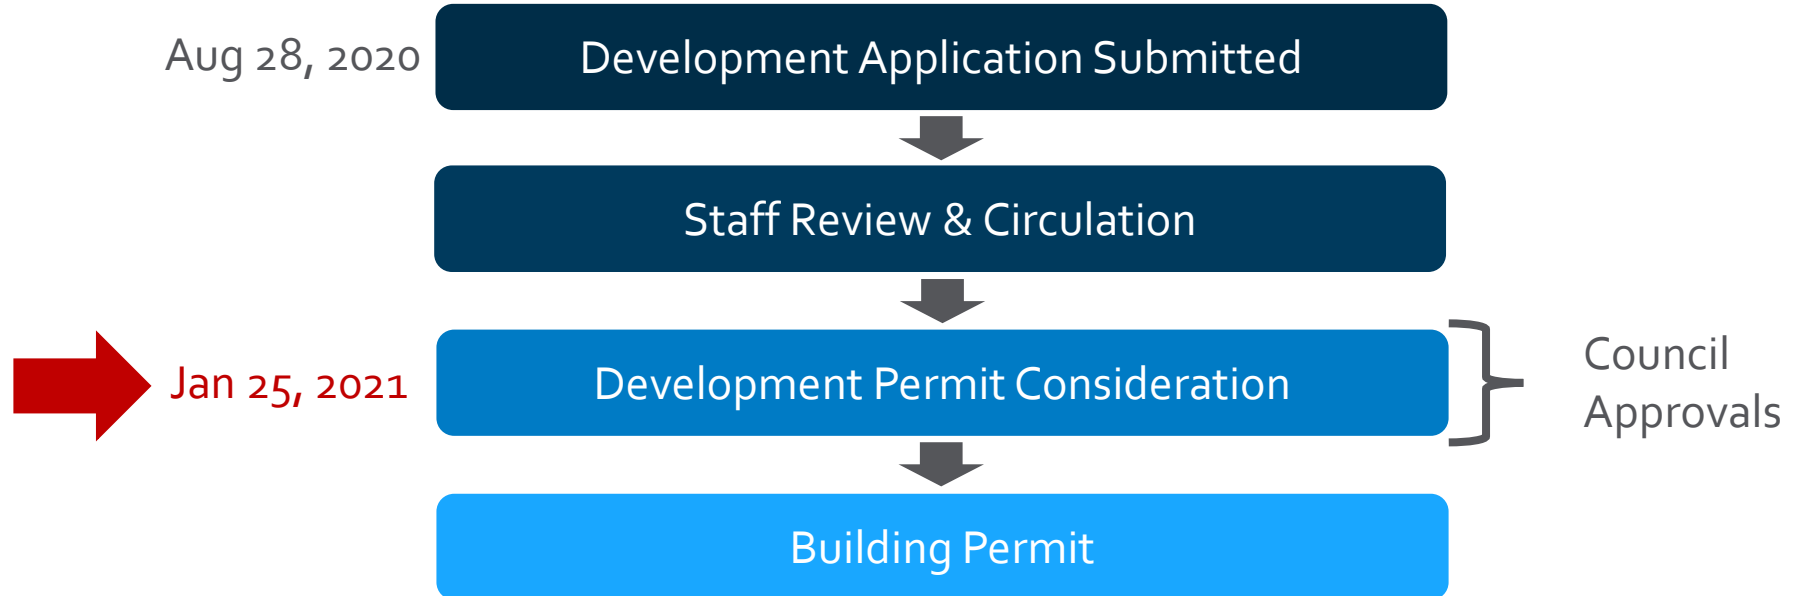 Aug 28, 2020
Development Application Submitted
Staff Review & Circulation
Jan 25, 2021
Development Permit Consideration
Council
Approvals
Building Permit